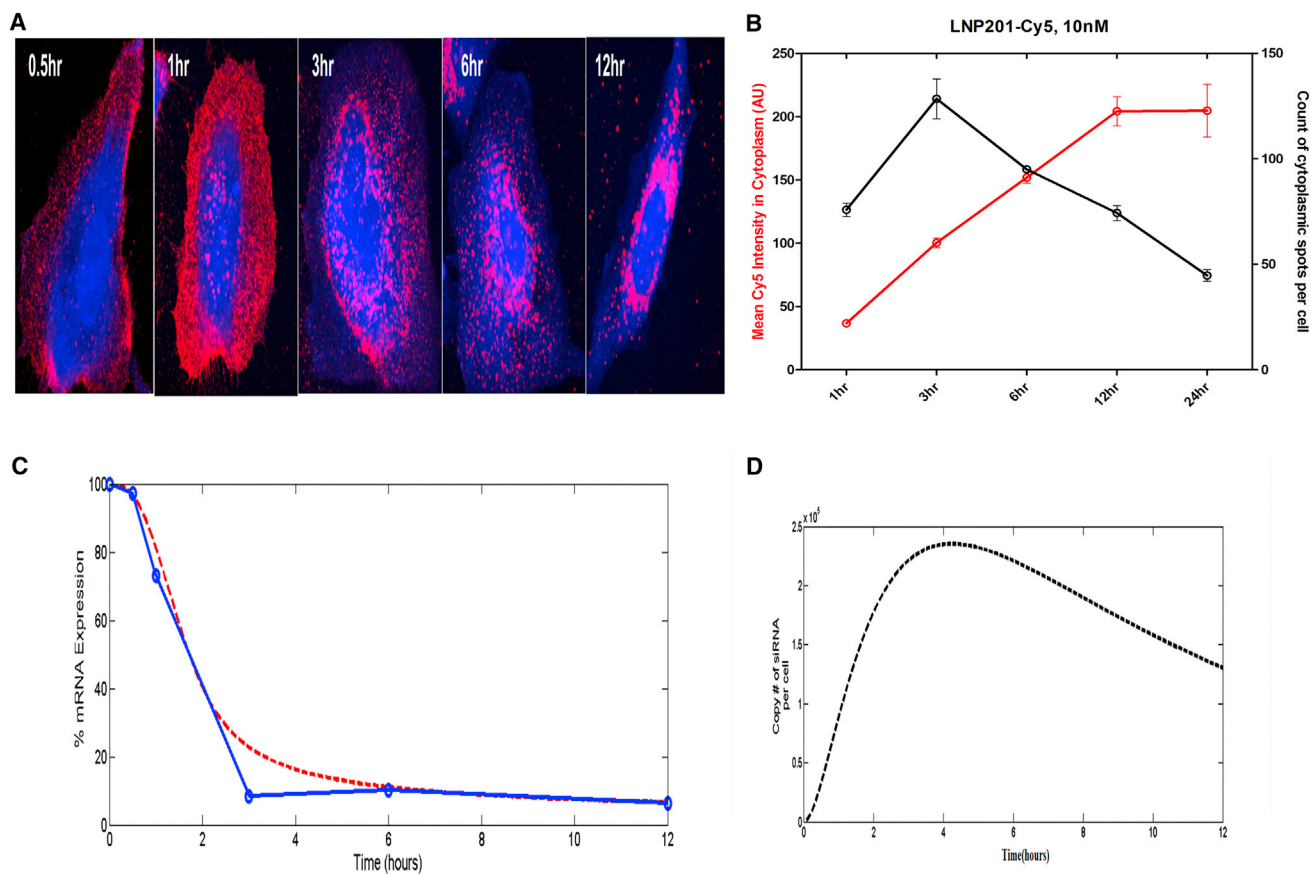 A
0.5hr
1hr
3hr
6hr
12hr
B
LNP201-Cy5, 10nM
Mean Cy5 Intensity in Cytoplasm (AU)
250
200
150
100
50
0
150
100
50
0
Count of cytoplasmic spots per cell
1hr
3hr
6hr
12hr
24hr
C
% mRNA Expression
100
80
60
40
20
0
0
2
4
6
8
10
12
Time (hours)
D
x 10^5
Copy # of siRNA
per cell
2.5
2
1.5
1
0.5
0
0
2
4
6
8
10
12
Time(hours)